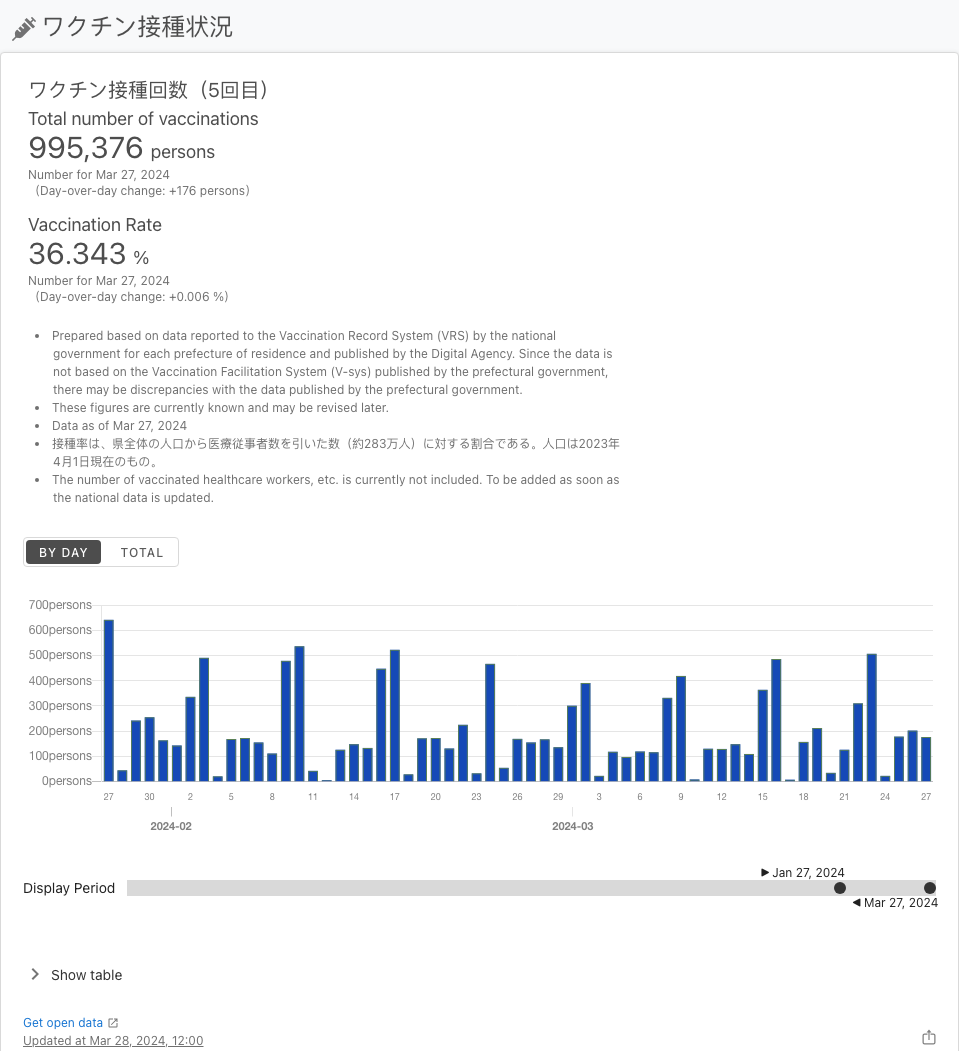 ワクチン接種状況
ワクチン接種回数（5回目）
Total number of vaccinations
995,376 persons
Number for Mar 27, 2024
（Day-over-day change: +176 persons）
Vaccination Rate
36.343 %
Number for Mar 27, 2024
（Day-over-day change: +0.006 %）
• Prepared based on data reported to the Vaccination Record System (VRS) by the national
government for each prefecture of residence and published by the Digital Agency. Since the data is
not based on the Vaccination Facilitation System (V-sys) published by the prefectural government,
there may be discrepancies with the data published by the prefectural government.
• These figures are currently known and may be revised later.
• Data as of Mar 27, 2024
• 接種率は、県全体の人口から医療従事者数を引いた数（約283万人）に対する割合である。人口は2023年
4月1日現在のもの。
• The number of vaccinated healthcare workers, etc. is currently not included. To be added as soon as
the national data is updated.
BY DAY TOTAL
700persons
600persons
500persons
400persons
300persons
200persons
100persons
0persons
27 30 2 5 8 11 14 17 20 23 26 29 3 6 9 12 15 18 21 24 27
2024-02 2024-03
Jan 27, 2024
Display Period
Mar 27, 2024
Show table
Get open data
Updated at Mar 28, 2024, 12:00